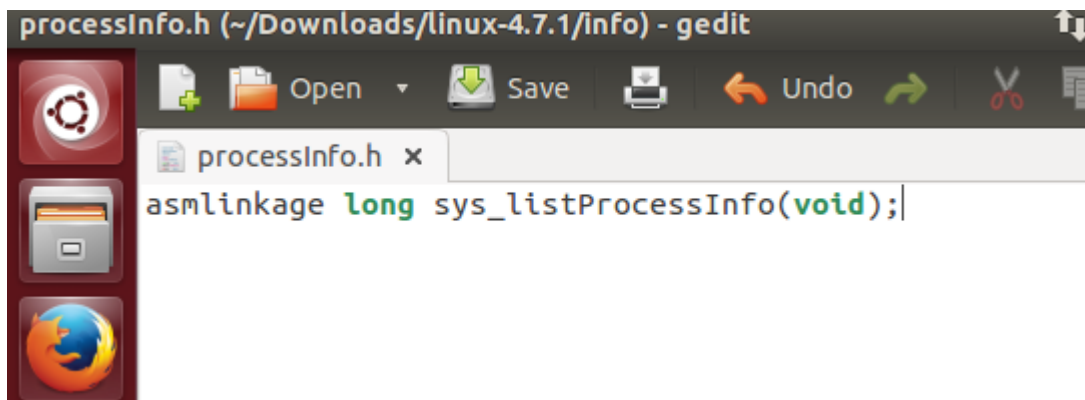 processInfo.h (~/Downloads/linux-4.7.1/info) - gedit
Open Save Undo
processInfo.h ×
asmlinkage long sys_listProcessInfo(void);